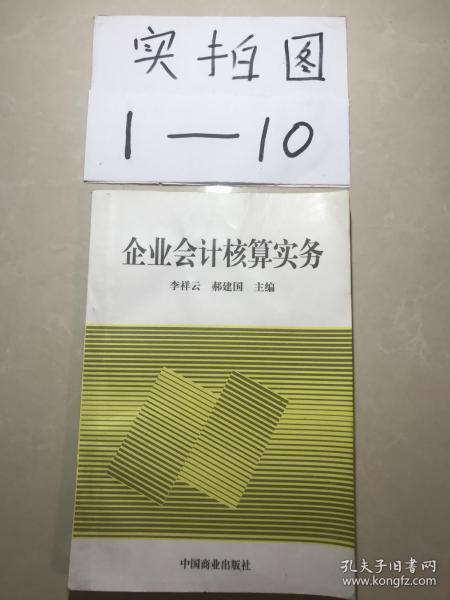 实拍图
1—10
企业会计核算实务
李祥云 郝建国 主编
中国商业出版社
孔夫子旧书网
www.kongfz.com